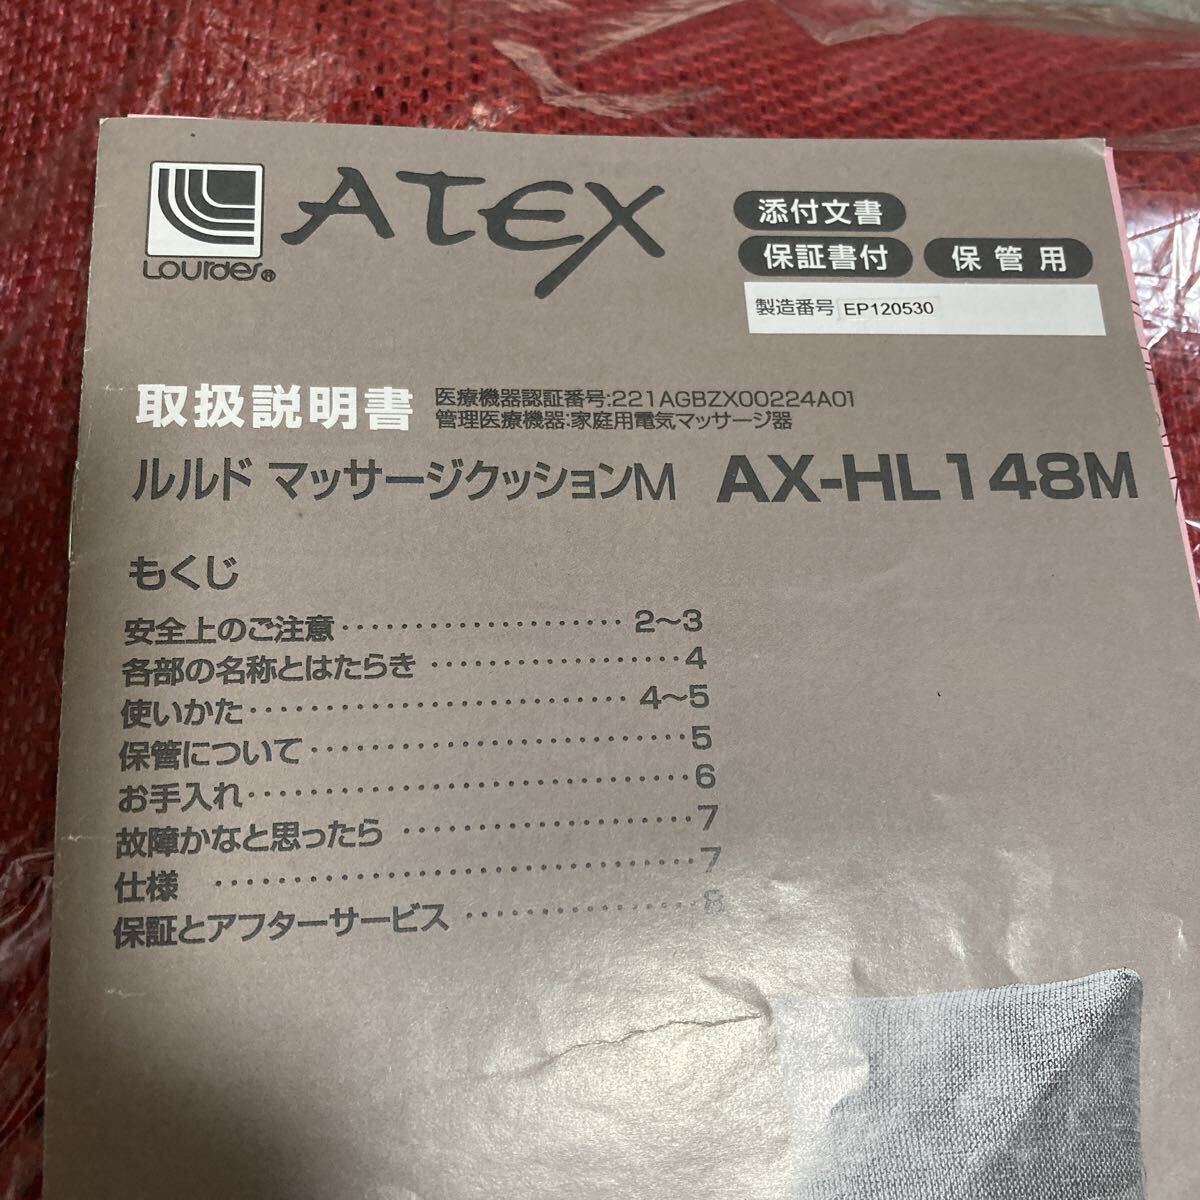 LOURDES®
ATEX
添付文書
保証書付
保管用
製造番号 EP120530
取扱説明書
医療機器認証番号:221AGBZX00224A01
管理医療機器:家庭用電気マッサージ器
ルルド マッサージクッションM AX-HL148M
もくじ
安全上のご注意・・・・・・・・・・・・・・・・・・・ 2〜3
各部の名称とはたらき ・・・・・・・・・・・・・・・・・4
使いかた・・・・・・・・・・・・・・・・・・・・・・・・・ 4〜5
保管について・・・・・・・・・・・・・・・・・・・・・・・・・5
お手入れ・・・・・・・・・・・・・・・・・・・・・・・・・・・・・6
故障かなと思ったら ・・・・・・・・・・・・・・・・・・・7
仕様 ・・・・・・・・・・・・・・・・・・・・・・・・・・・・・・・7
保証とアフターサービス ・・・・・・・・・・・・・・・8